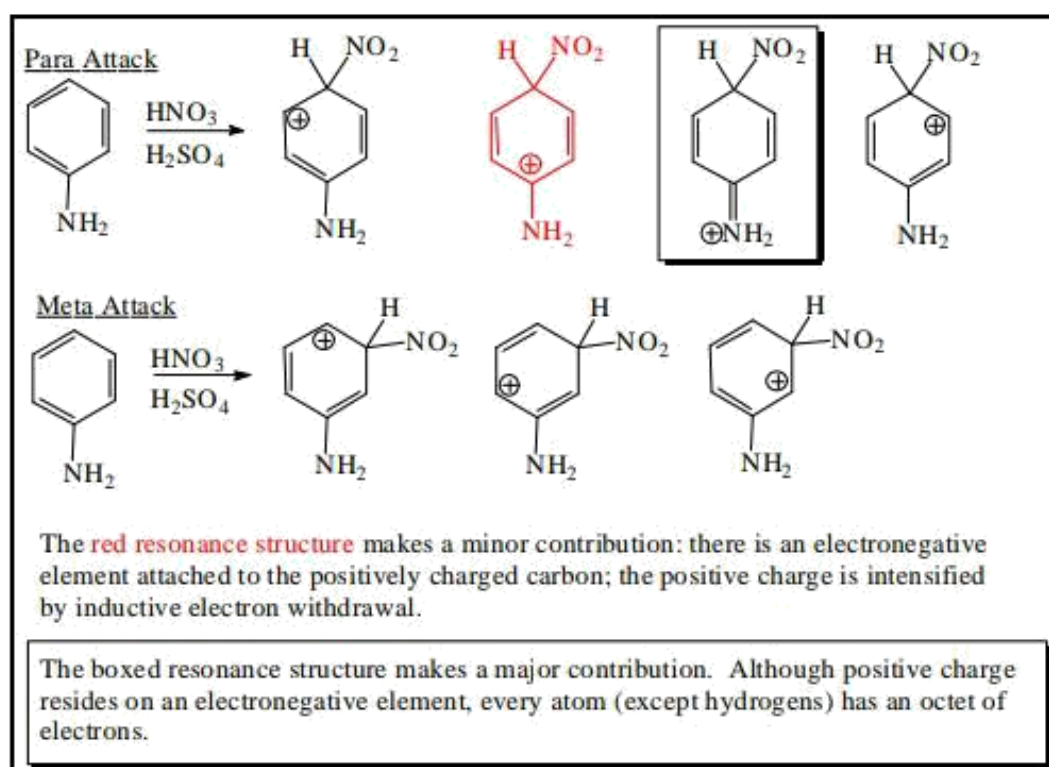 Para Attack
H NO₂ H NO₂ H NO₂ H NO₂
HNO₃
H₂SO₄
⊕ ⊕ ⊕
NH₂ NH₂ NH₂ ⊕NH₂ NH₂
Meta Attack
H H H
HNO₃ ⊕ NO₂ NO₂ NO₂
H₂SO₄ ⊕ ⊕
NH₂ NH₂ NH₂ NH₂
The red resonance structure makes a minor contribution: there is an electronegative
element attached to the positively charged carbon; the positive charge is intensified
by inductive electron withdrawal.
The boxed resonance structure makes a major contribution. Although positive charge
resides on an electronegative element, every atom (except hydrogens) has an octet of
electrons.